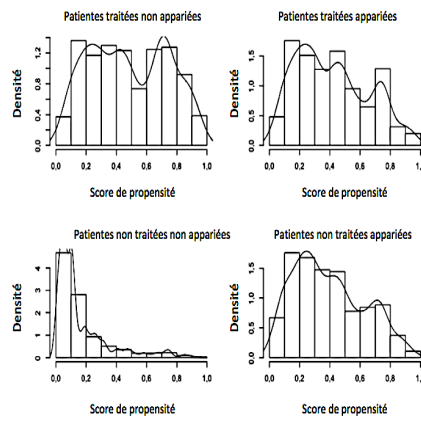 Patientes traitées non appariées
Patientes traitées appariées
Densité
0,0 0,4 0,8 1,2
0,0 0,2 0,4 0,6 0,8 1,0
Score de propensité
Densité
0,0 0,5 1,0 1,5
0,0 0,2 0,4 0,6 0,8 1,
Score de propensité
Patientes non traitées non appariées
Patientes non traitées appariées
Densité
0 1 2 3 4
0,0 0,2 0,4 0,6 0,8 1,0
Score de propensité
Densité
0,0 0,5 1,0 1,5
0,0 0,2 0,4 0,6 0,8 1,
Score de propensité